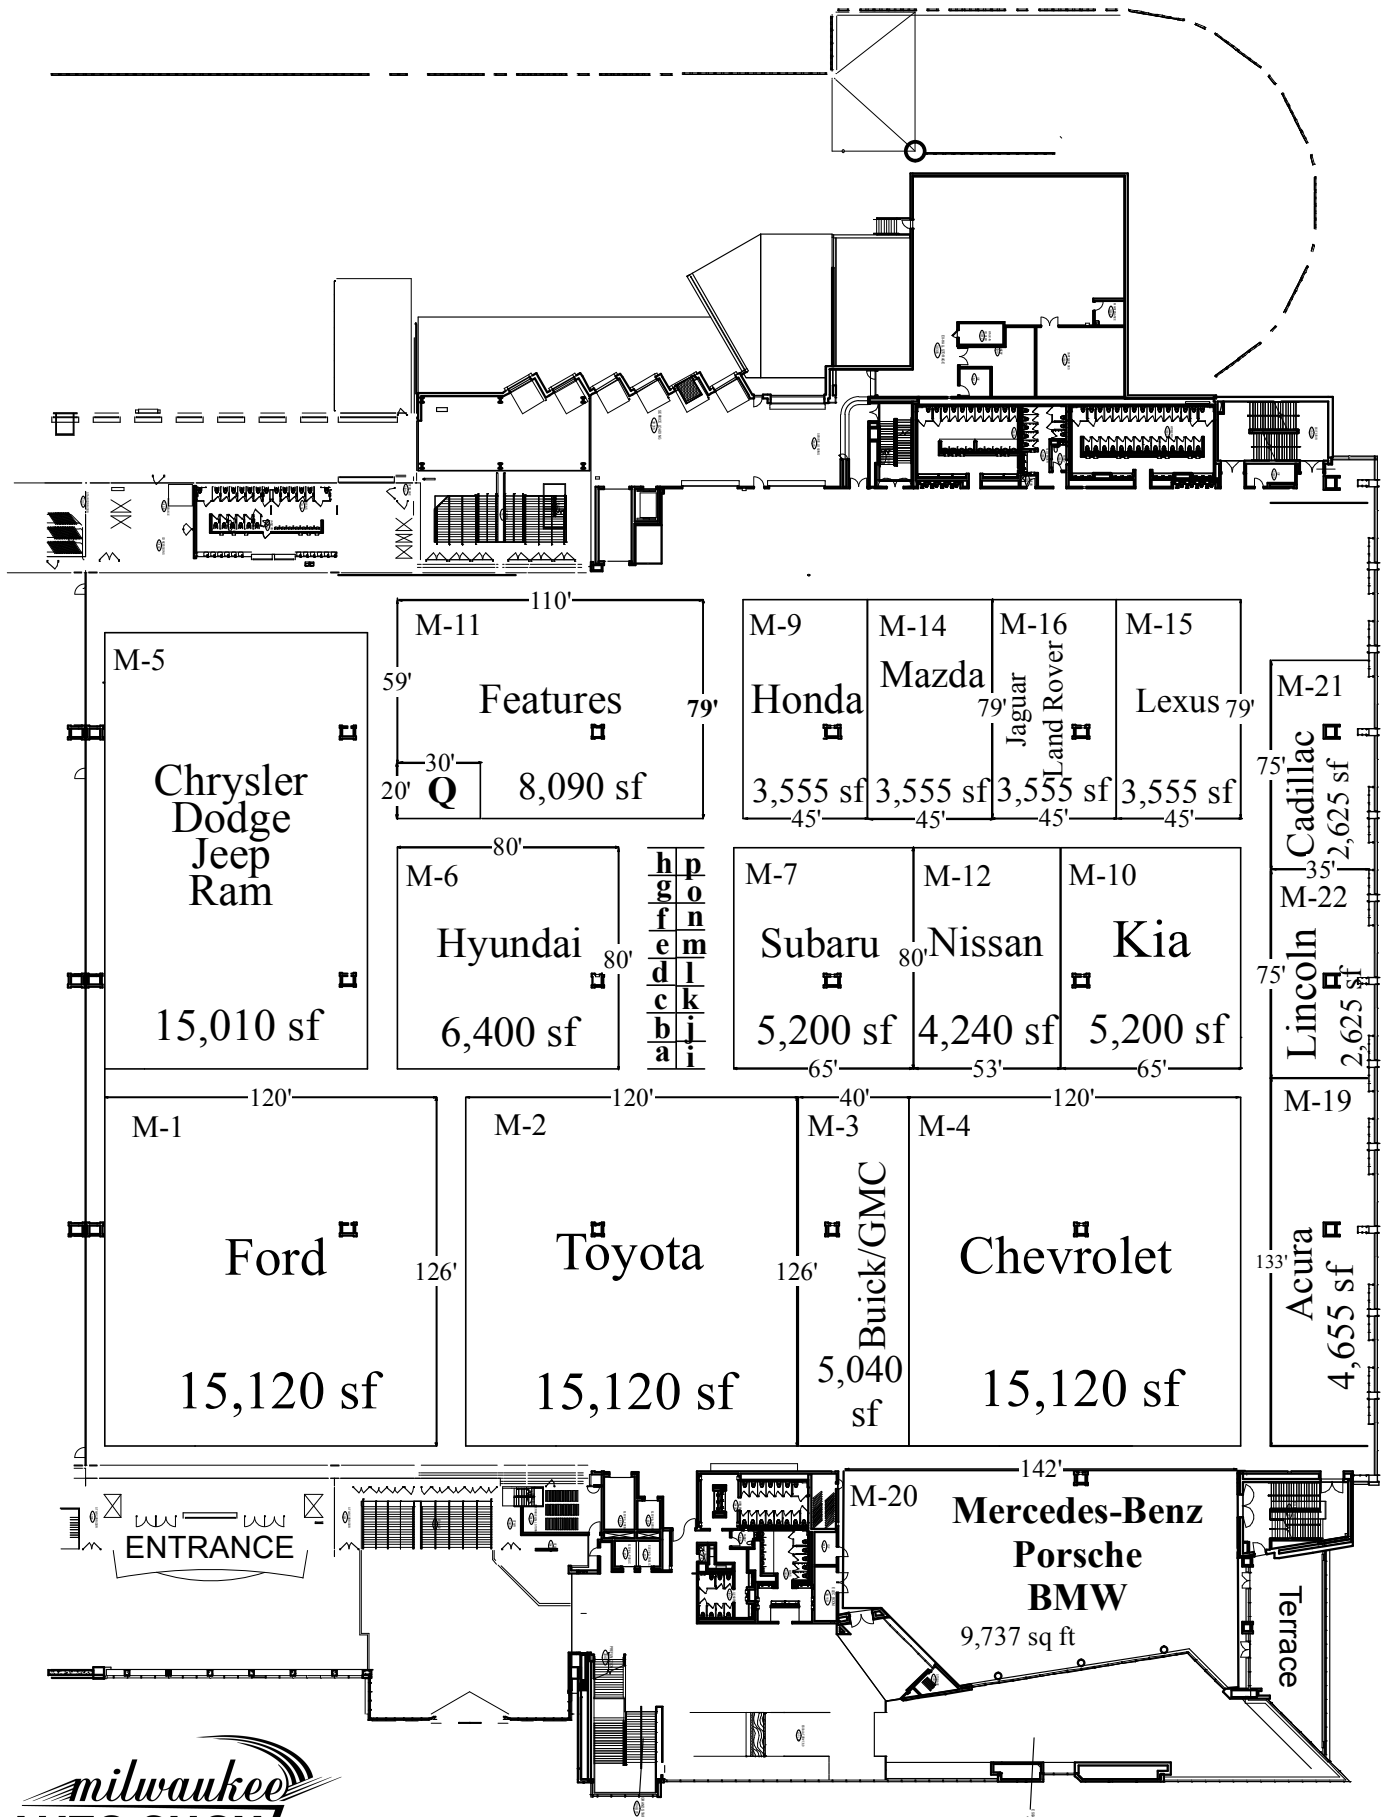 110'
M-11
59'
Features
79'
30'
20'
Q
8,090 sf
M-9
Honda
3,555 sf
45'
M-14
Mazda
79'
3,555 sf
45'
M-16
Jaguar
Land Rover
3,555 sf
45'
M-15
Lexus
79'
3,555 sf
45'
M-5
Chrysler
Dodge
Jeep
Ram
15,010 sf
M-21
75'
Cadillac
2,625 sf
35'
80'
M-6
Hyundai
80'
6,400 sf
h p
g o
f n
e m
d l
c k
b j
a i
M-7
Subaru
80'
5,200 sf
65'
M-12
Nissan
4,240 sf
53'
M-10
Kia
5,200 sf
65'
M-22
75'
Lincoln
2,625 sf
120'
M-1
Ford
126'
15,120 sf
120'
M-2
Toyota
126'
15,120 sf
40'
M-3
Buick/GMC
5,040
sf
120'
M-4
Chevrolet
15,120 sf
M-19
133'
Acura
4,655 sf
ENTRANCE
142'
M-20
Mercedes-Benz
Porsche
BMW
9,737 sq ft
Terrace
milwaukee
AUTO SHOW